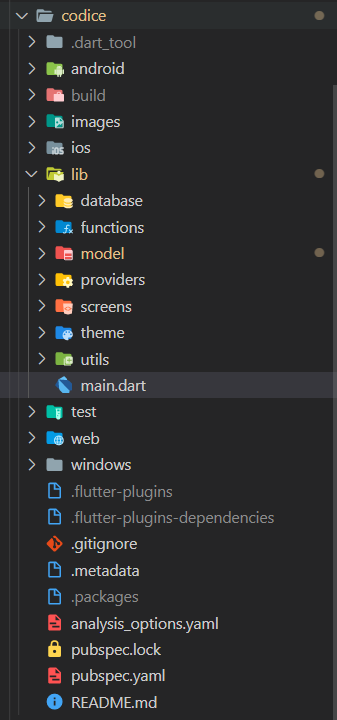 codice
.dart_tool
android
build
images
ios
lib
database
functions
model
providers
screens
theme
utils
main.dart
test
web
windows
.flutter-plugins
.flutter-plugins-dependencies
.gitignore
.metadata
.packages
analysis_options.yaml
pubspec.lock
pubspec.yaml
README.md